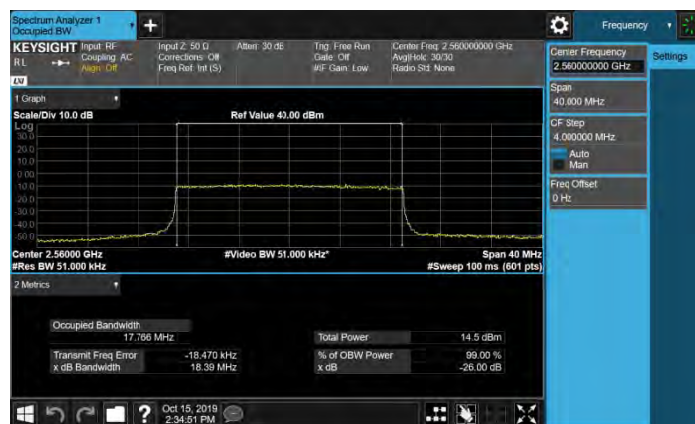 Spectrum Analyzer 1
Occupied BW
Frequency
KEYSIGHT
RL
Input: RF
Coupling: AC
Align: Off
Input Z: 50 Ω
Corrections: Off
Freq Ref: Int (S)
Atten: 30 dB
Trig: Free Run
Gate: Off
#IF Gain: Low
Center Freq: 2.560000000 GHz
Avg|Hold: 30/30
Radio Std: None
LXI
Center Frequency
2.560000000 GHz
Settings
Span
40.000 MHz
CF Step
4.000000 MHz
Auto
Man
Freq Offset
0 Hz
1 Graph
Scale/Div 10.0 dB
Ref Value 40.00 dBm
Log
30.0
20.0
10.0
0.00
-10.0
-20.0
-30.0
-40.0
-50.0
Center 2.56000 GHz
#Video BW 51.000 kHz*
Span 40 MHz
#Res BW 51.000 kHz
#Sweep 100 ms (601 pts)
2 Metrics
Occupied Bandwidth
17.766 MHz
Total Power 14.5 dBm
Transmit Freq Error -18.470 kHz
% of OBW Power 99.00 %
x dB Bandwidth 18.39 MHz
x dB -26.00 dB
?
Oct 15, 2019
2:34:51 PM